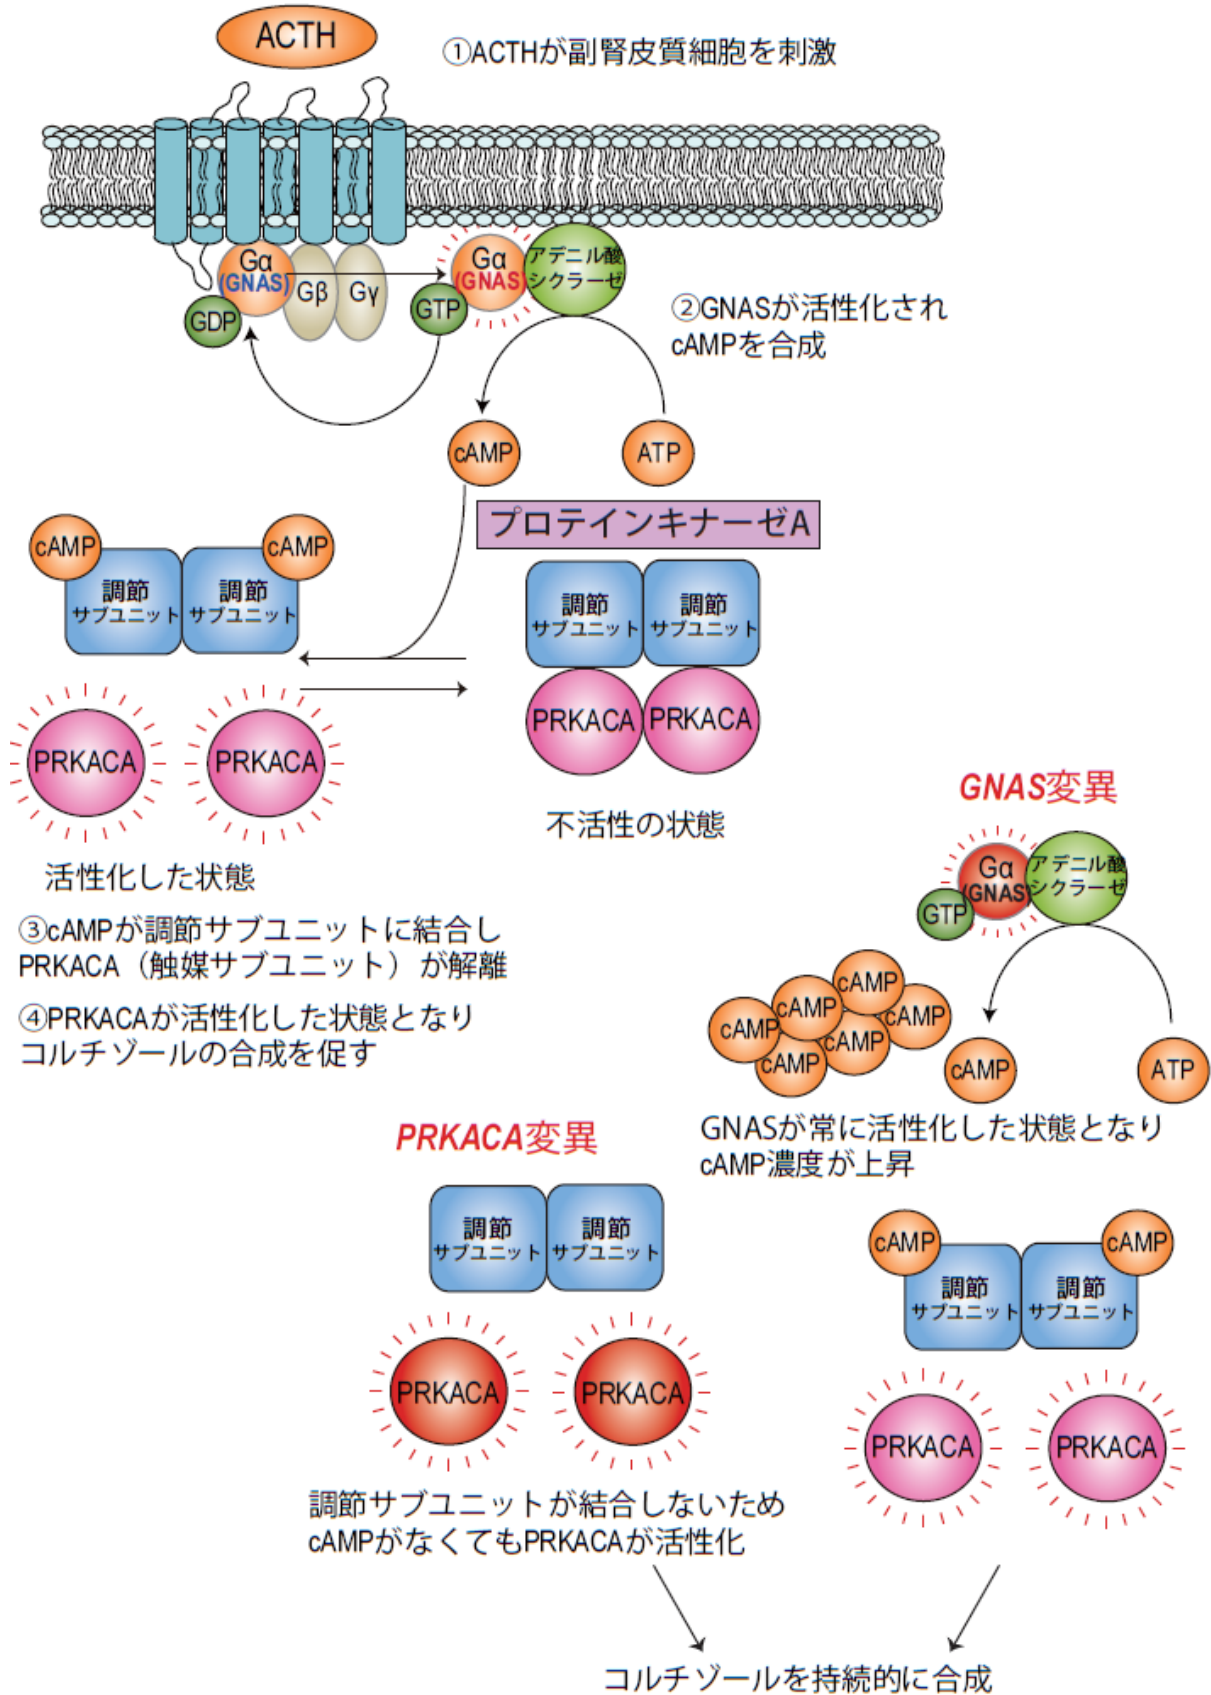 ACTH
①ACTHが副腎皮質細胞を刺激
Gα
(GNAS)
Gβ
Gγ
GDP
GTP
Gα
(GNAS)
アデニル酸
シクラーゼ
②GNASが活性化され
cAMPを合成
cAMP
ATP
プロテインキナーゼA
cAMP
cAMP
調節
サブユニット
調節
サブユニット
調節
サブユニット
調節
サブユニット
PRKACA
PRKACA
PRKACA
PRKACA
不活性の状態
活性化した状態
③cAMPが調節サブユニットに結合し
PRKACA（触媒サブユニット）が解離
④PRKACAが活性化した状態となり
コルチゾールの合成を促す
GNAS変異
Gα
(GNAS)
アデニル酸
シクラーゼ
GTP
cAMP
cAMP
cAMP
cAMP
cAMP
cAMP
cAMP
ATP
GNASが常に活性化した状態となり
cAMP濃度が上昇
PRKACA変異
調節
サブユニット
調節
サブユニット
PRKACA
PRKACA
調節サブユニットが結合しないため
cAMPがなくてもPRKACAが活性化
cAMP
cAMP
調節
サブユニット
調節
サブユニット
PRKACA
PRKACA
コルチゾールを持続的に合成